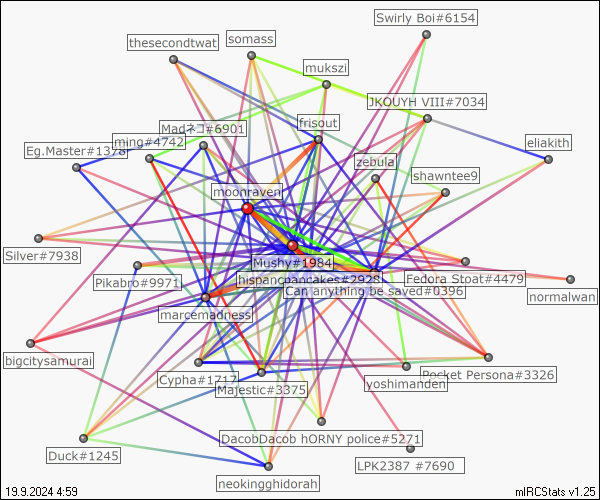 Swirly Boi#6154
somass
thesecondtwat
mukszi
JKOUYH VIII#7034
frisout
Madネコ#6901
ming#4742
eliakith
Eg.Master#1378
zebula
shawntee9
moonraven
Silver#7938
Mushy#1984
Pikabro#9971
hispanicpancakes#2928
Fedora Stoat#4479
Can anything be saved#0396
normalwan
marcemadness
bigcitysamurai
Pocket Persona#3326
Cypha#1717
yoshimanden
Majestic#3375
DacobDacob hORNY police#5271
Duck#1245
LPK2387 #7690
neokingghidorah
19.9.2024 4:59
mIRCStats v1.25